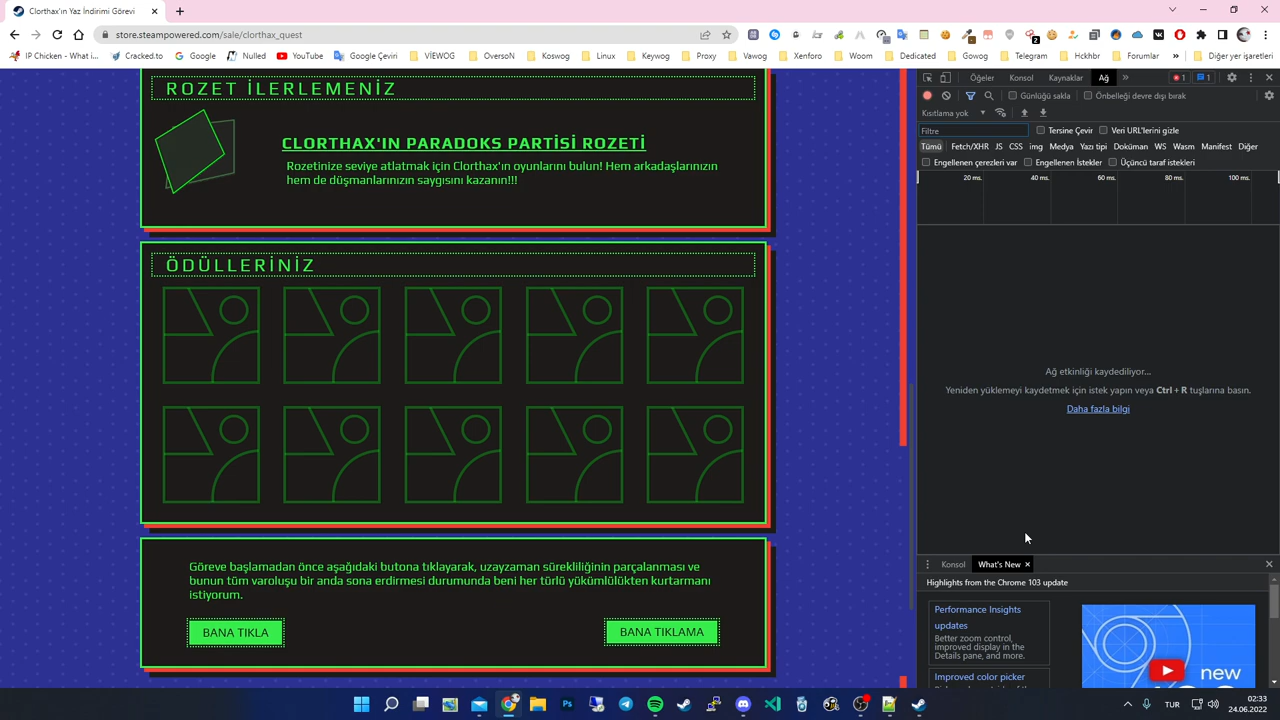 Clorthax'ın Yaz İndirimi Görevi
store.steampowered.com/sale/clorthax_quest
IP Chicken - What i...
Cracked.to
Google
Nulled
YouTube
Google Çeviri
VİEWOG
OversoN
Koswog
Linux
Keywog
Proxy
Vawog
Xenforo
Woom
Dedicated
Gowog
Telegram
Hckhbr
Forumlar
»
Diğer yer işaretleri
ROZET İLERLEMENİZ
CLORTHAX'IN PARADOKS PARTİSİ ROZETİ
Rozetinize seviye atlatmak için Clorthax'ın oyunlarını bulun! Hem arkadaşlarınızın
hem de düşmanlarınızın saygısını kazanın!!!
ÖDÜLLERİNİZ
Göreve başlamadan önce aşağıdaki butona tıklayarak, uzayzaman sürekliliğinin parçalanması ve
bunun tüm varoluşu bir anda sona erdirmesi durumunda beni her türlü yükümlülükten kurtarmanı
istiyorum.
BANA TIKLA
BANA TIKLAMA
Öğeler Konsol Kaynaklar Ağ » 1 1
Günlüğü sakla Önbelleği devre dışı bırak
Kısıtlama yok
Filtre Tersine Çevir Veri URL'lerini gizle
Tümü Fetch/XHR JS CSS img Medya Yazı tipi Doküman WS Wasm Manifest Diğer
Engellenen çerezleri var Engellenen İstekler Üçüncü taraf istekleri
20 ms. 40 ms. 60 ms. 80 ms. 100 ms.
Ağ etkinliği kaydediliyor...
Yeniden yüklemeyi kaydetmek için istek yapın veya Ctrl + R tuşlarına basın.
Daha fazla bilgi
Konsol What's New ×
Highlights from the Chrome 103 update
Performance Insights
updates
Better zoom control,
improved display in the
Details pane, and more.
Improved color picker
new
TUR
02:33
24.06.2022